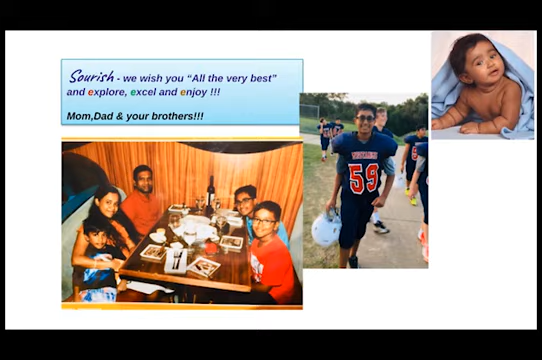 Sourish - we wish you “All the very best”
and explore, excel and enjoy !!!
Mom,Dad & your brothers!!!
59